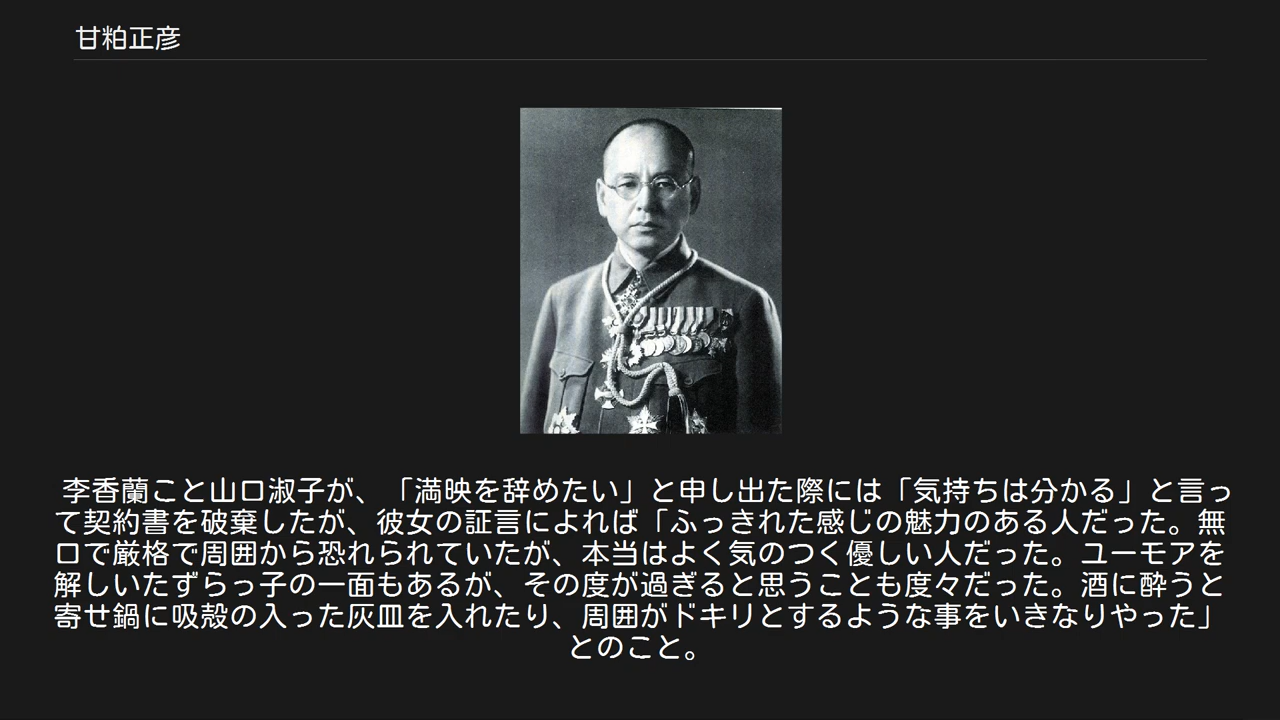 甘粕正彦
李香蘭こと山口淑子が、「満映を辞めたい」と申し出た際には「気持ちは分かる」と言っ
て契約書を破棄したが、彼女の証言によれば「ふっきれた感じの魅力のある人だった。無
口で厳格で周囲から恐れられていたが、本当はよく気のつく優しい人だった。ユーモアを
解しいたずらっ子の一面もあるが、その度が過ぎると思うことも度々だった。酒に酔うと
寄せ鍋に吸殻の入った灰皿を入れたり、周囲がドキリとするような事をいきなりやった」
とのこと。